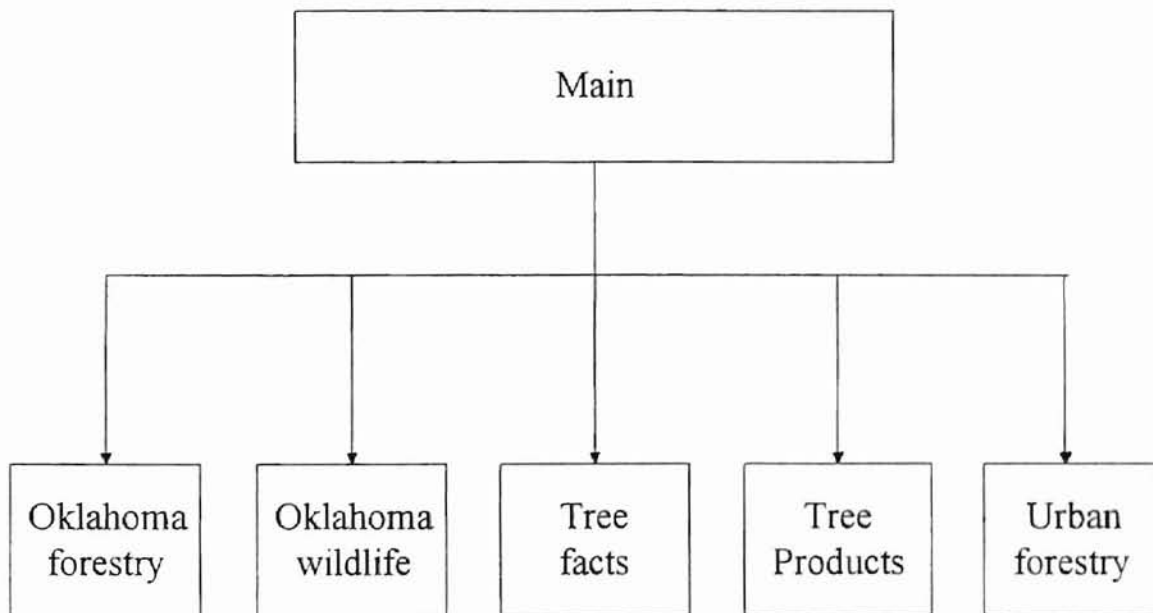 Main
Oklahoma
forestry
Oklahoma
wildlife
Tree
facts
Tree
Products
Urban
forestry